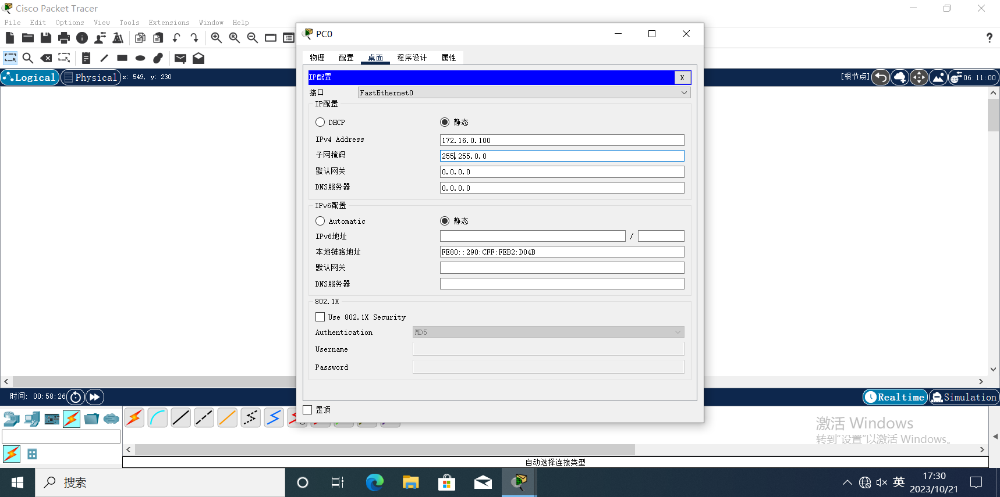 Cisco Packet Tracer
File Edit Options View Tools Extensions Window Help
PC0
物理 配置 桌面 程序设计 属性
?
Logical Physical x: 549, y: 230
[根节点] 06:11:00
IP配置 X
接口 FastEthernet0
IP配置
DHCP 静态
IPv4 Address 172.16.0.100
子网掩码 255.255.0.0
默认网关 0.0.0.0
DNS服务器 0.0.0.0
IPv6配置
Automatic 静态
IPv6地址 /
本地链路地址 FE80::290:CFF:FEB2:D04B
默认网关
DNS服务器
802.1X
Use 802.1X Security
Authentication MD5
Username
Password
置顶
时间: 00:58:26
Realtime Simulation
激活 Windows
转到“设置”以激活 Windows。
自动选择连接类型
搜索
英
17:30
2023/10/21